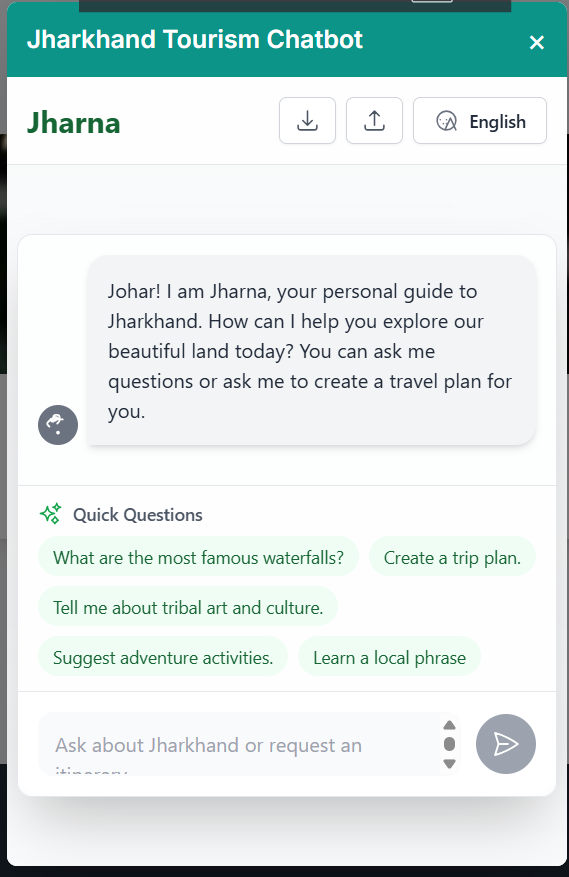 Jharkhand Tourism Chatbot
Jharna
English
Johar! I am Jharna, your personal guide to
Jharkhand. How can I help you explore our
beautiful land today? You can ask me
questions or ask me to create a travel plan for
you.
Quick Questions
What are the most famous waterfalls?
Create a trip plan.
Tell me about tribal art and culture.
Suggest adventure activities.
Learn a local phrase
Ask about Jharkhand or request an
itinerary